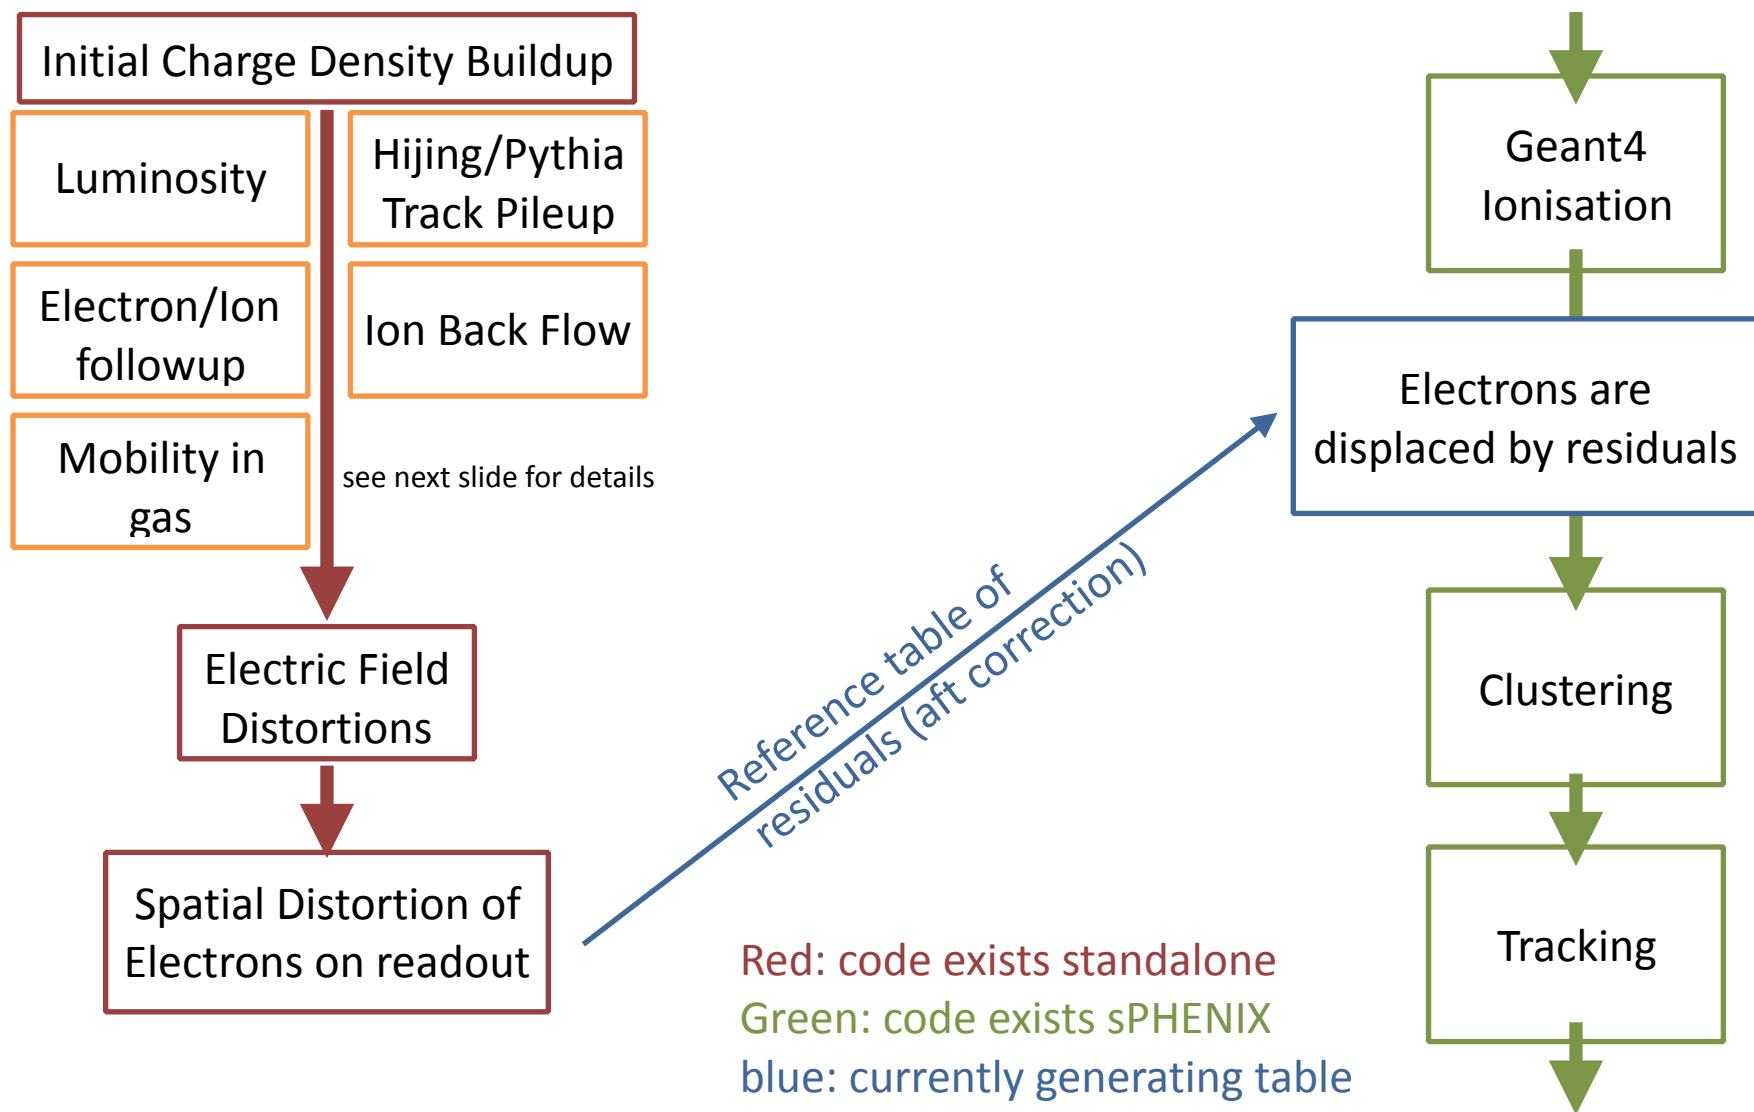 Initial Charge Density Buildup
Luminosity
Hijing/Pythia
Track Pileup
Electron/Ion
followup
Ion Back Flow
Mobility in
gas
see next slide for details
Electric Field
Distortions
Spatial Distortion of
Electrons on readout
Reference table of
residuals (aft correction)
Geant4
Ionisation
Electrons are
displaced by residuals
Clustering
Tracking
Red: code exists standalone
Green: code exists sPHENIX
blue: currently generating table